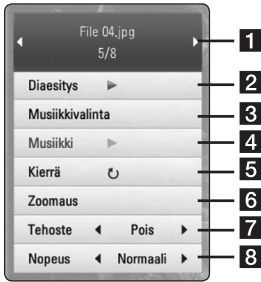 File 04.jpg 1
5/8
Diaesitys 2
Musiikkivalinta 3
Musiikki 4
Kierrä 5
Zoomaus 6
Tehoste Pois 7
Nopeus Normaali 8